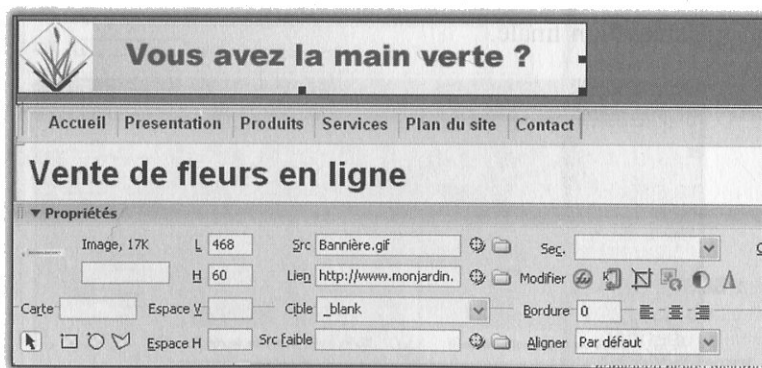 Vous avez la main verte ?
Accueil Presentation Produits Services Plan du site Contact
Vente de fleurs en ligne
Propriétés
Image, 17K L 468 Src Bannière.gif Sec.
H 60 Lien http://www.monjardin. Modifier
Carte Espace V Cible _blank Bordure 0
Espace H Src faible Aligner Par défaut